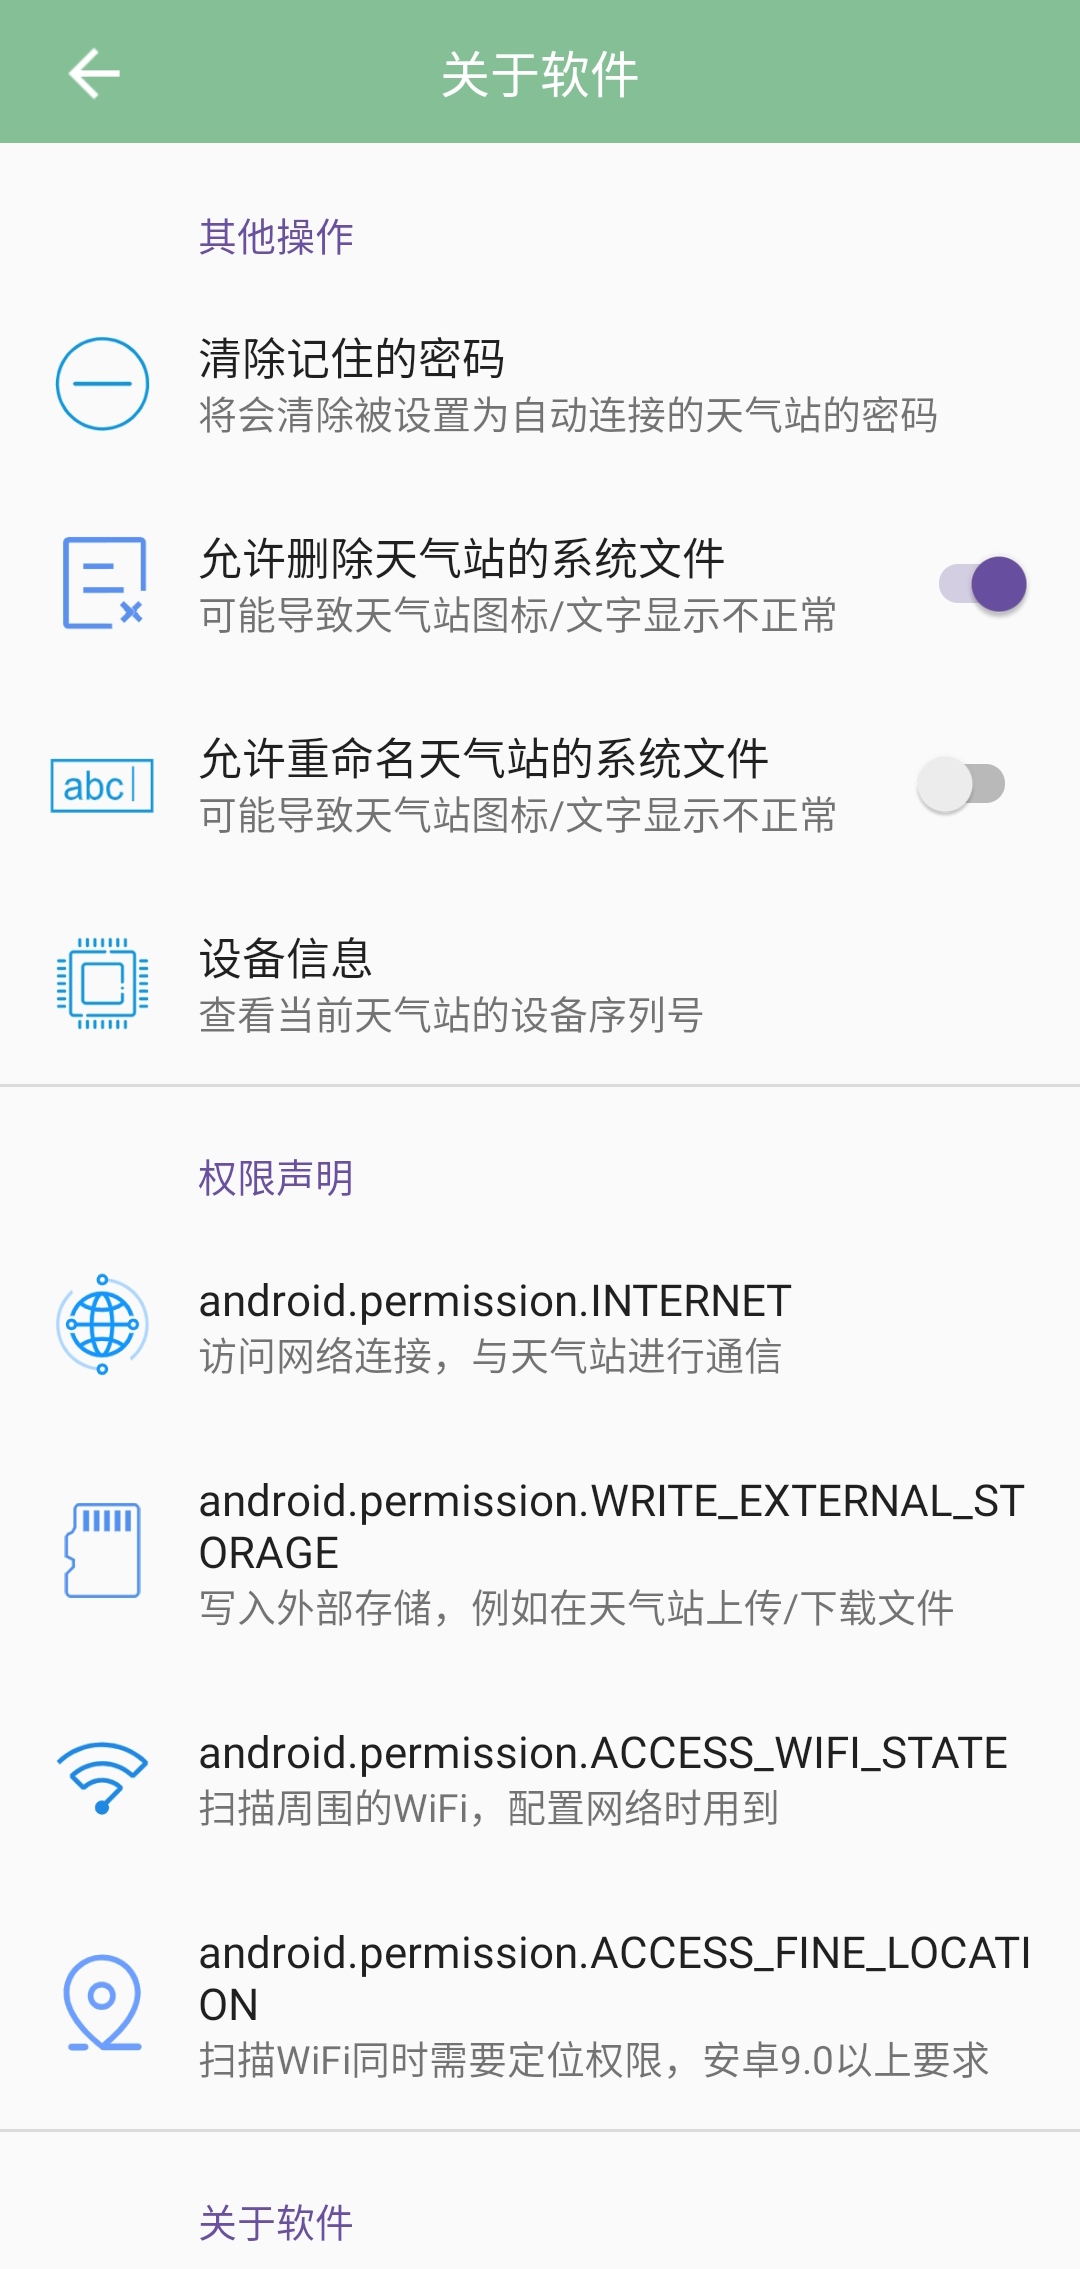 关于软件
其他操作
清除记住的密码
将会清除被设置为自动连接的天气站的密码
允许删除天气站的系统文件
可能导致天气站图标/文字显示不正常
abc
允许重命名天气站的系统文件
可能导致天气站图标/文字显示不正常
设备信息
查看当前天气站的设备序列号
权限声明
android.permission.INTERNET
访问网络连接，与天气站进行通信
android.permission.WRITE_EXTERNAL_ST
ORAGE
写入外部存储，例如在天气站上传/下载文件
android.permission.ACCESS_WIFI_STATE
扫描周围的WiFi，配置网络时用到
android.permission.ACCESS_FINE_LOCATI
ON
扫描WiFi同时需要定位权限，安卓9.0以上要求
关于软件